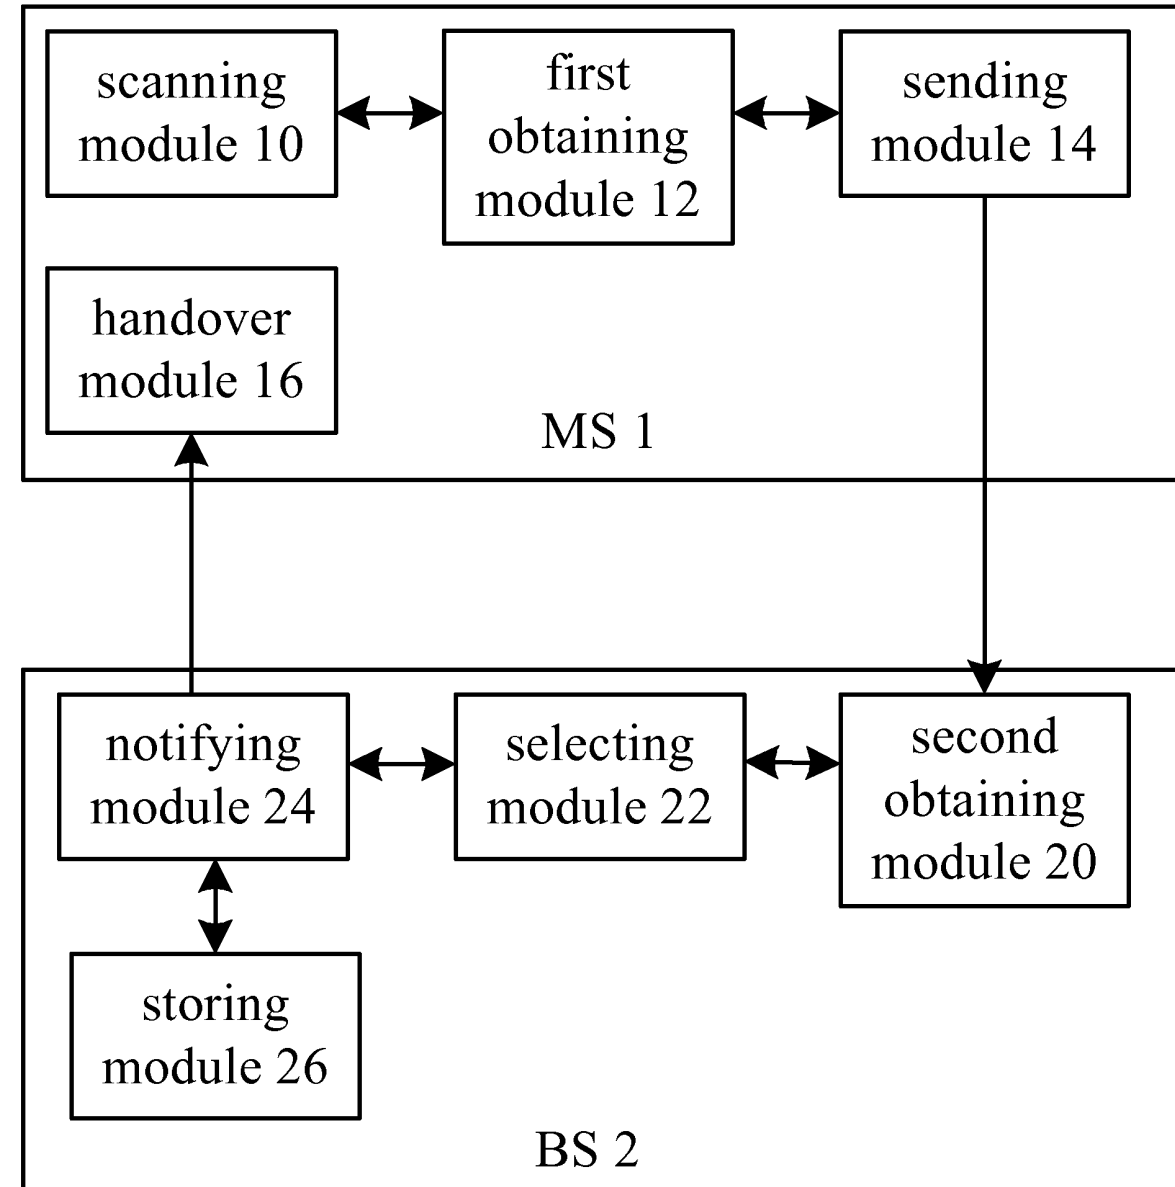 scanning
module 10
first
obtaining
module 12
sending
module 14
handover
module 16
MS 1
notifying
module 24
selecting
module 22
second
obtaining
module 20
storing
module 26
BS 2